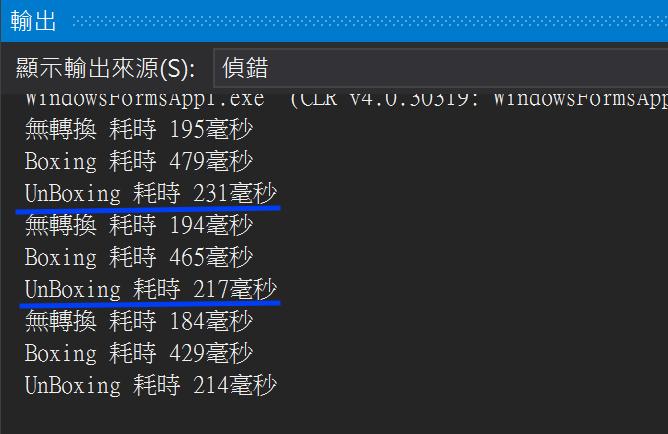 輸出
顯示輸出來源(S): 偵錯
WindowsFormsApp1.exe (CLR v4.0.30319: WindowsFormsApp
無轉換 耗時 195毫秒
Boxing 耗時 479毫秒
UnBoxing 耗時 231毫秒
無轉換 耗時 194毫秒
Boxing 耗時 465毫秒
UnBoxing 耗時 217毫秒
無轉換 耗時 184毫秒
Boxing 耗時 429毫秒
UnBoxing 耗時 214毫秒